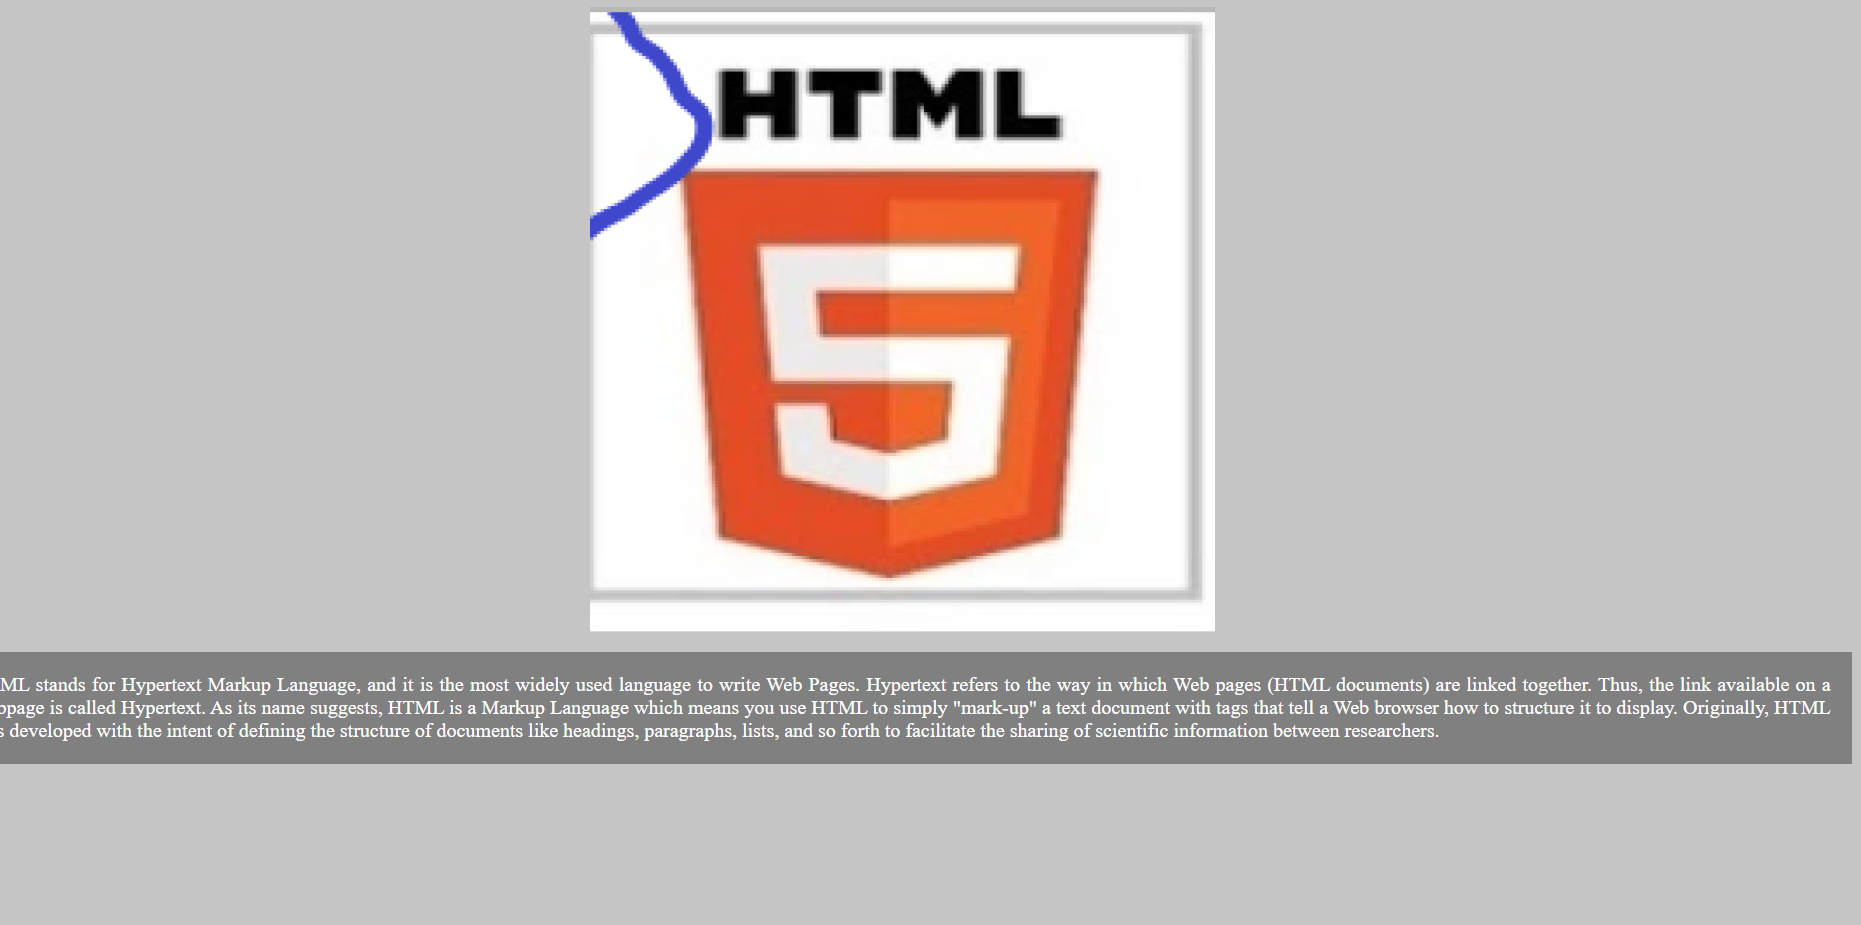 HTML
5
ML stands for Hypertext Markup Language, and it is the most widely used language to write Web Pages. Hypertext refers to the way in which Web pages (HTML documents) are linked together. Thus, the link available on a
page is called Hypertext. As its name suggests, HTML is a Markup Language which means you use HTML to simply "mark-up" a text document with tags that tell a Web browser how to structure it to display. Originally, HTML
s developed with the intent of defining the structure of documents like headings, paragraphs, lists, and so forth to facilitate the sharing of scientific information between researchers.